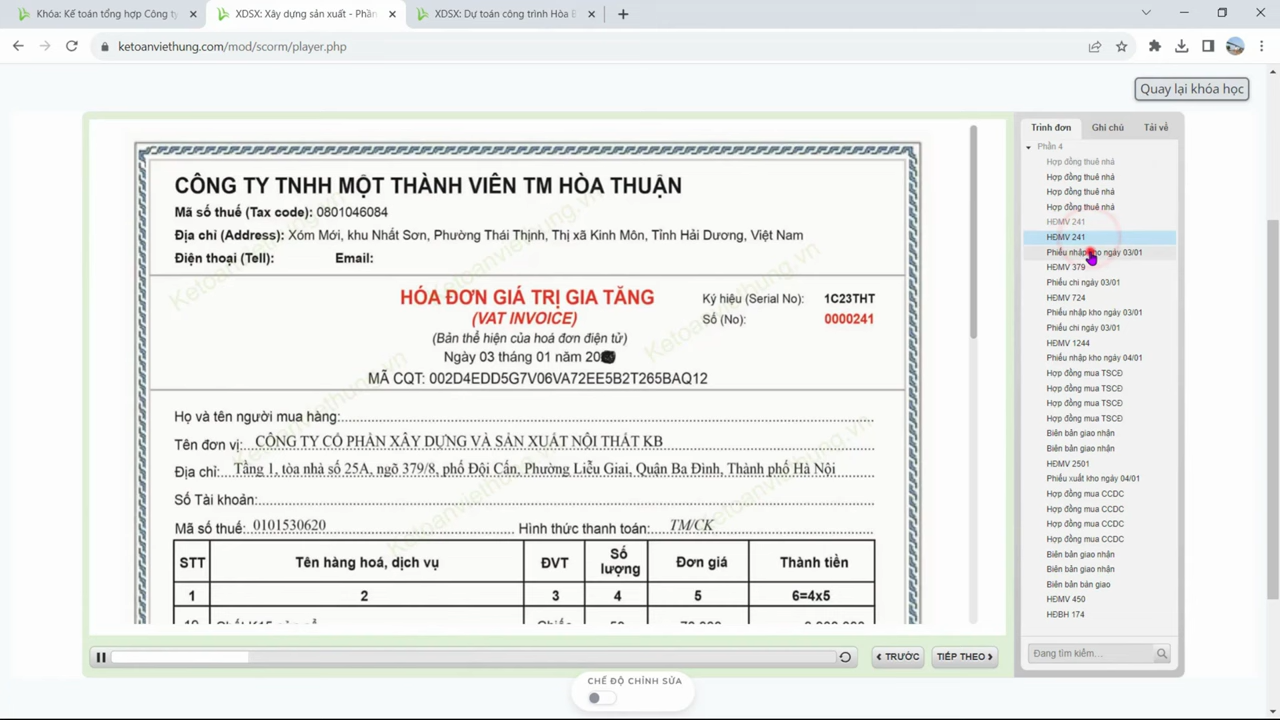 Khóa: Kế toán tổng hợp Công ty
XDSX: Xây dựng sản xuất - Phần
XDSX: Dự toán công trình Hòa B
ketoanviethung.com/mod/scorm/player.php
Quay lại khóa học
CÔNG TY TNHH MỘT THÀNH VIÊN TM HÒA THUẬN
Mã số thuế (Tax code): 0801046084
Địa chỉ (Address): Xóm Mới, khu Nhất Sơn, Phường Thái Thịnh, Thị xã Kinh Môn, Tỉnh Hải Dương, Việt Nam
Điện thoại (Tell): Email:
HÓA ĐƠN GIÁ TRỊ GIA TĂNG
(VAT INVOICE)
(Bản thể hiện của hoá đơn điện tử)
Ngày 03 tháng 01 năm 20
Ký hiệu (Serial No): 1C23THT
Số (No): 0000241
MÃ CQT: 002D4EDD5G7V06VA72EE5B2T265BAQ12
Họ và tên người mua hàng:
Tên đơn vị: CÔNG TY CỔ PHẦN XÂY DỰNG VÀ SẢN XUẤT NỘI THẤT KB
Địa chỉ: Tầng 1, tòa nhà số 25A, ngõ 379/8, phố Đội Cấn, Phường Liễu Giai, Quận Ba Đình, Thành phố Hà Nội
Số Tài khoản:
Mã số thuế: 0101530620 Hình thức thanh toán: TM/CK
STT Tên hàng hoá, dịch vụ ĐVT Số lượng Đơn giá Thành tiền
1 2 3 4 5 6=4x5
Ketoanviethung.vn
Trình đơn Ghi chú Tải về
Phần 4
Hợp đồng thuê nhà
Hợp đồng thuê nhà
Hợp đồng thuê nhà
Hợp đồng thuê nhà
HĐMV 241
HĐMV 241
Phiếu nhập kho ngày 03/01
HĐMV 379
Phiếu chi ngày 03/01
HĐMV 724
Phiếu nhập kho ngày 03/01
Phiếu chi ngày 03/01
HĐMV 1244
Phiếu nhập kho ngày 04/01
Hợp đồng mua TSCĐ
Hợp đồng mua TSCĐ
Hợp đồng mua TSCĐ
Hợp đồng mua TSCĐ
Biên bản giao nhận
Biên bản giao nhận
HĐMV 2501
Phiếu xuất kho ngày 04/01
Hợp đồng mua CCDC
Hợp đồng mua CCDC
Hợp đồng mua CCDC
Hợp đồng mua CCDC
Biên bản giao nhận
Biên bản giao nhận
Biên bản bàn giao
HĐMV 450
HĐBH 174
Đang tìm kiếm...
TRƯỚC
TIẾP THEO
CHẾ ĐỘ CHỈNH SỬA